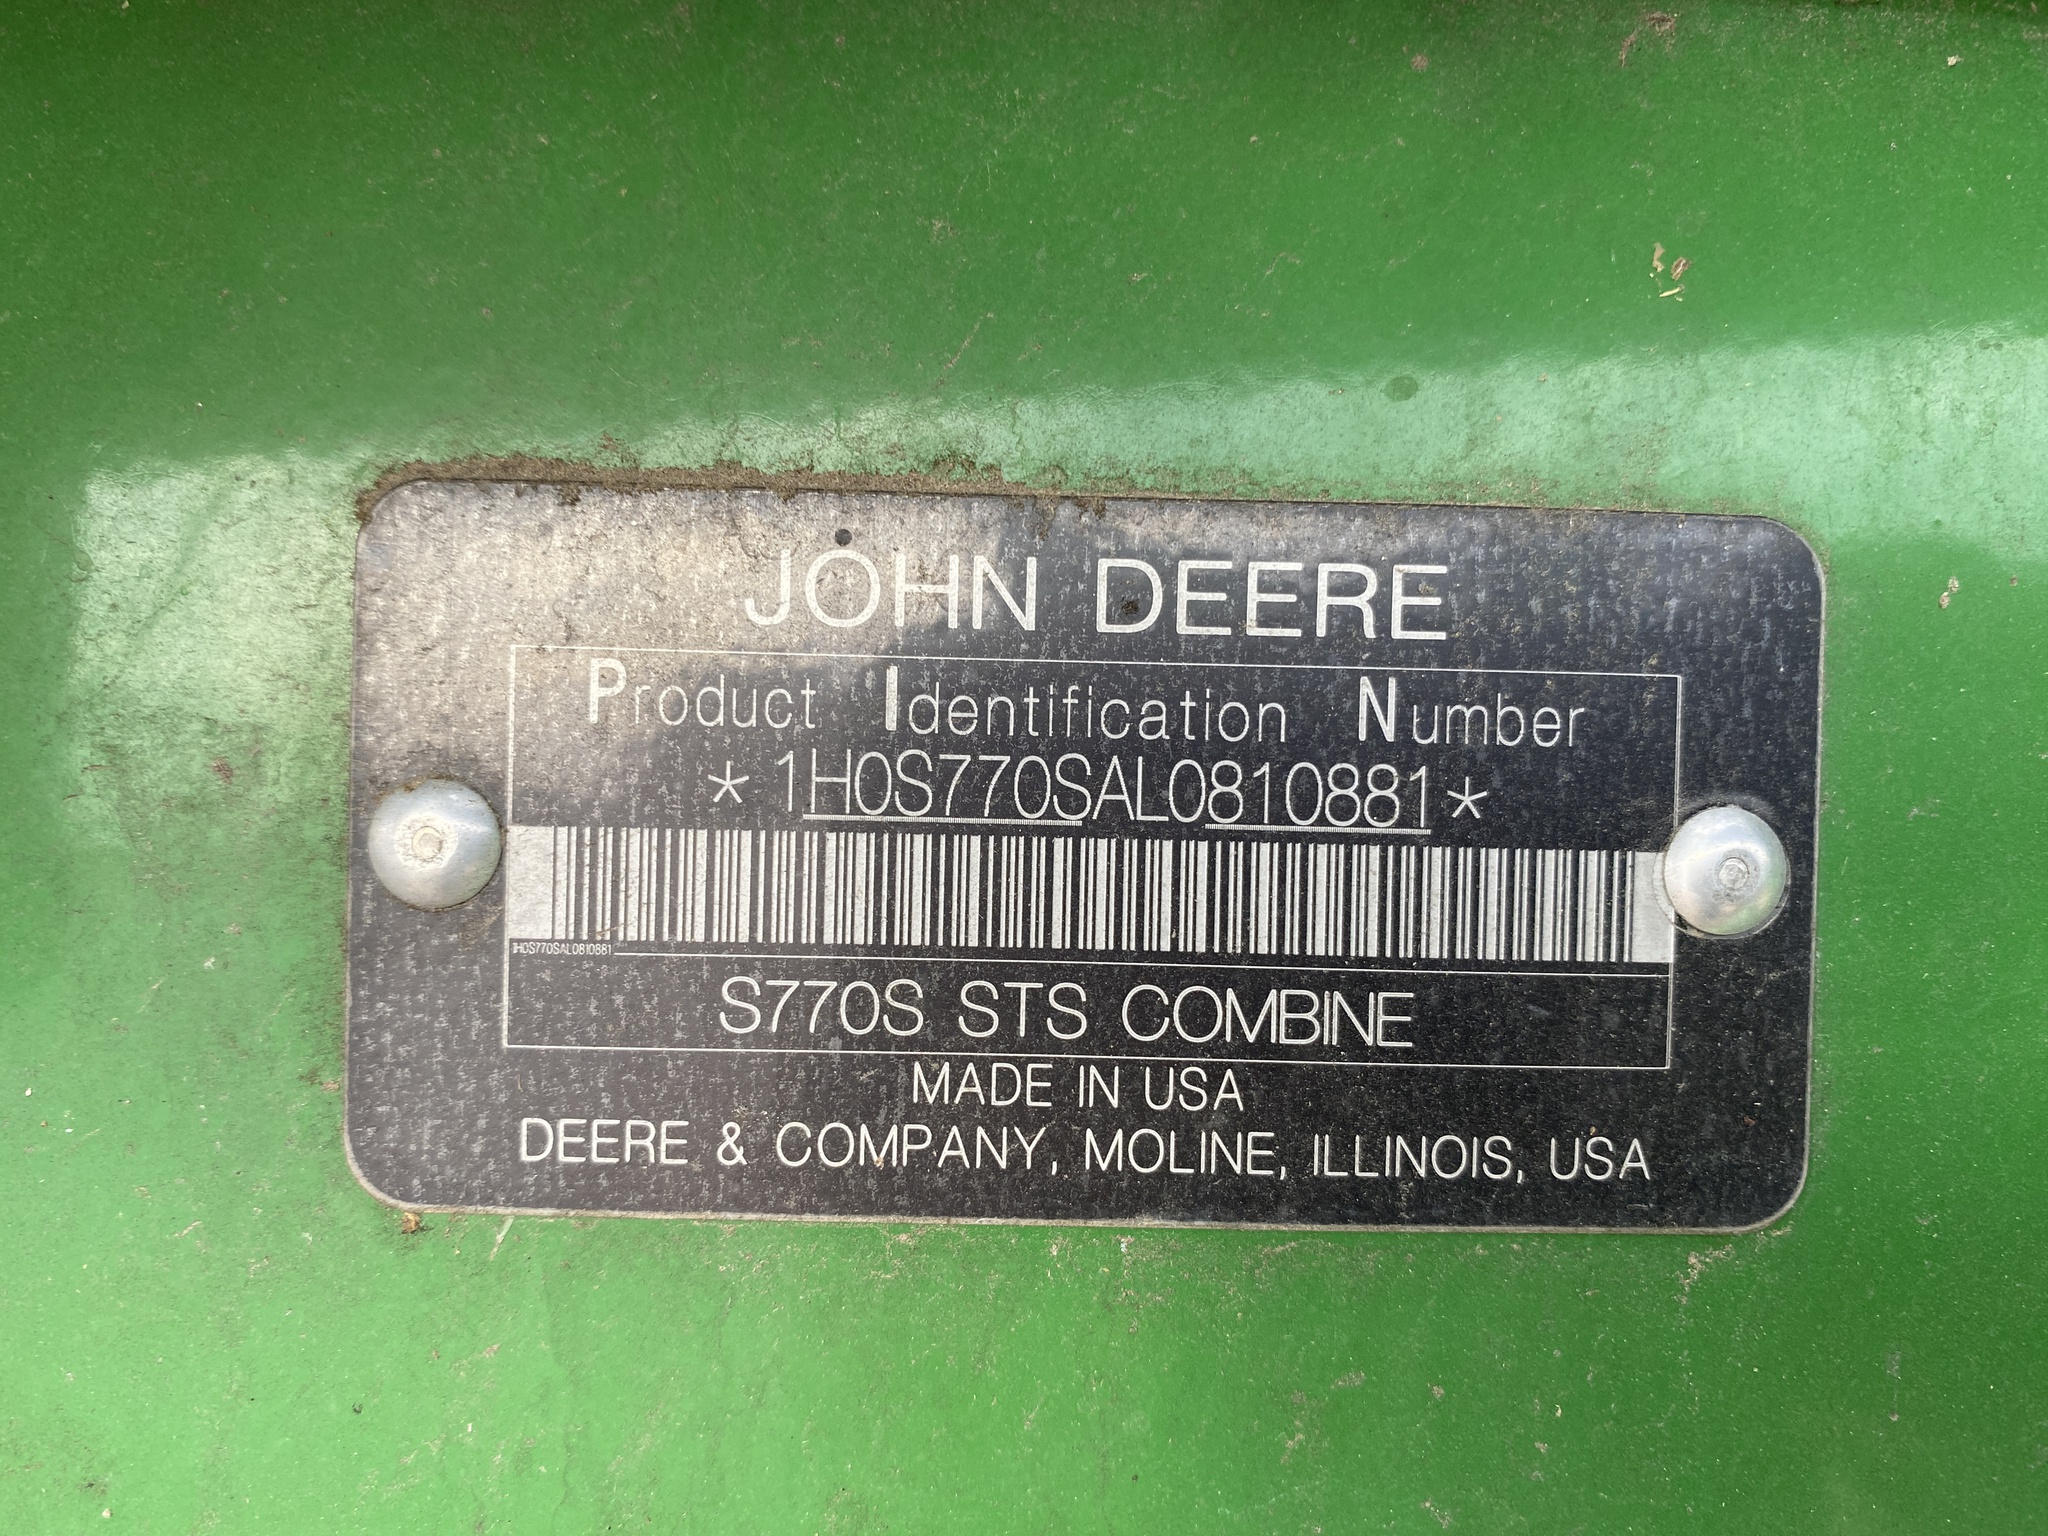 JOHN DEERE
Product Identification Number
*1H0S770SAL0810881*
1H0S770SAL0810881
S770S STS COMBINE
MADE IN USA
DEERE & COMPANY, MOLINE, ILLINOIS, USA